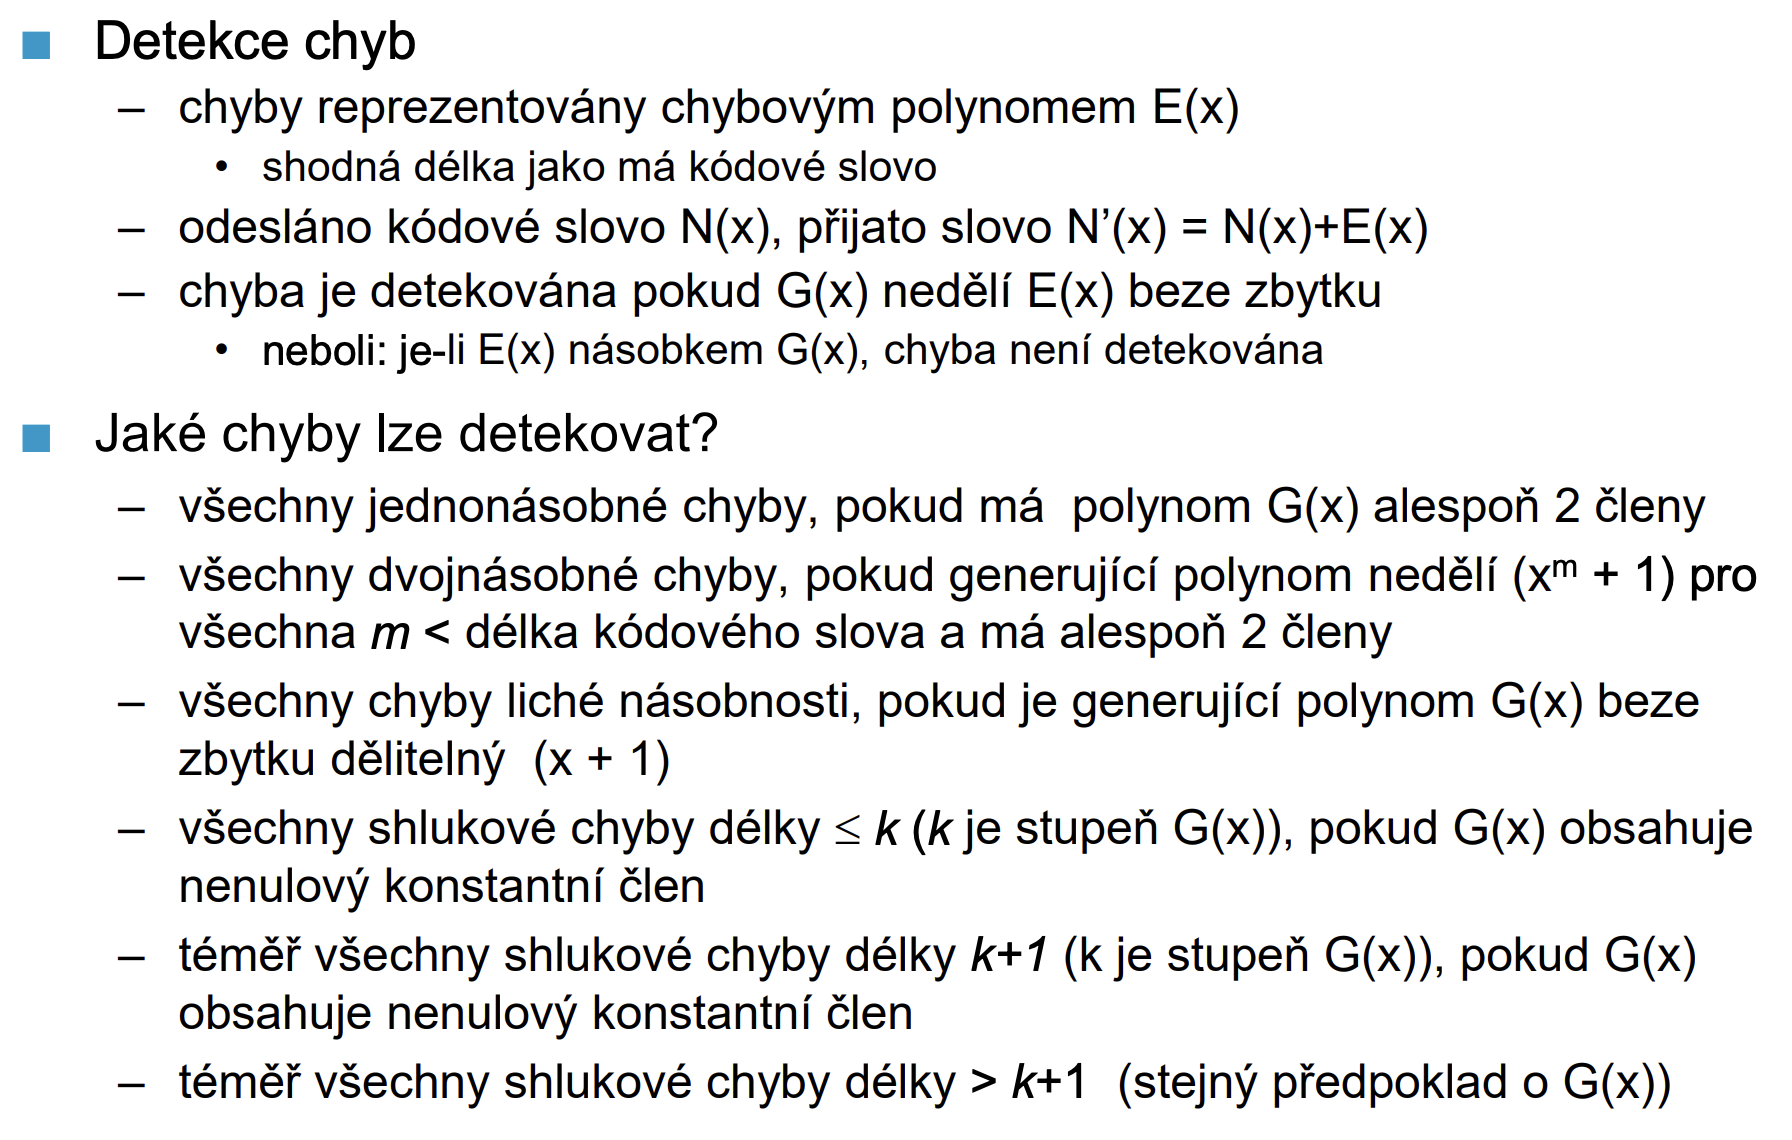 ■ Detekce chyb
– chyby reprezentovány chybovým polynomem E(x)
• shodná délka jako má kódové slovo
– odesláno kódové slovo N(x), přijato slovo N’(x) = N(x)+E(x)
– chyba je detekována pokud G(x) nedělí E(x) beze zbytku
• neboli: je-li E(x) násobkem G(x), chyba není detekována
■ Jaké chyby lze detekovat?
– všechny jednonásobné chyby, pokud má polynom G(x) alespoň 2 členy
– všechny dvojnásobné chyby, pokud generující polynom nedělí (xᵐ + 1) pro
všechna m < délka kódového slova a má alespoň 2 členy
– všechny chyby liché násobnosti, pokud je generující polynom G(x) beze
zbytku dělitelný (x + 1)
– všechny shlukové chyby délky ≤ k (k je stupeň G(x)), pokud G(x) obsahuje
nenulový konstantní člen
– téměř všechny shlukové chyby délky k+1 (k je stupeň G(x)), pokud G(x)
obsahuje nenulový konstantní člen
– téměř všechny shlukové chyby délky > k+1 (stejný předpoklad o G(x))